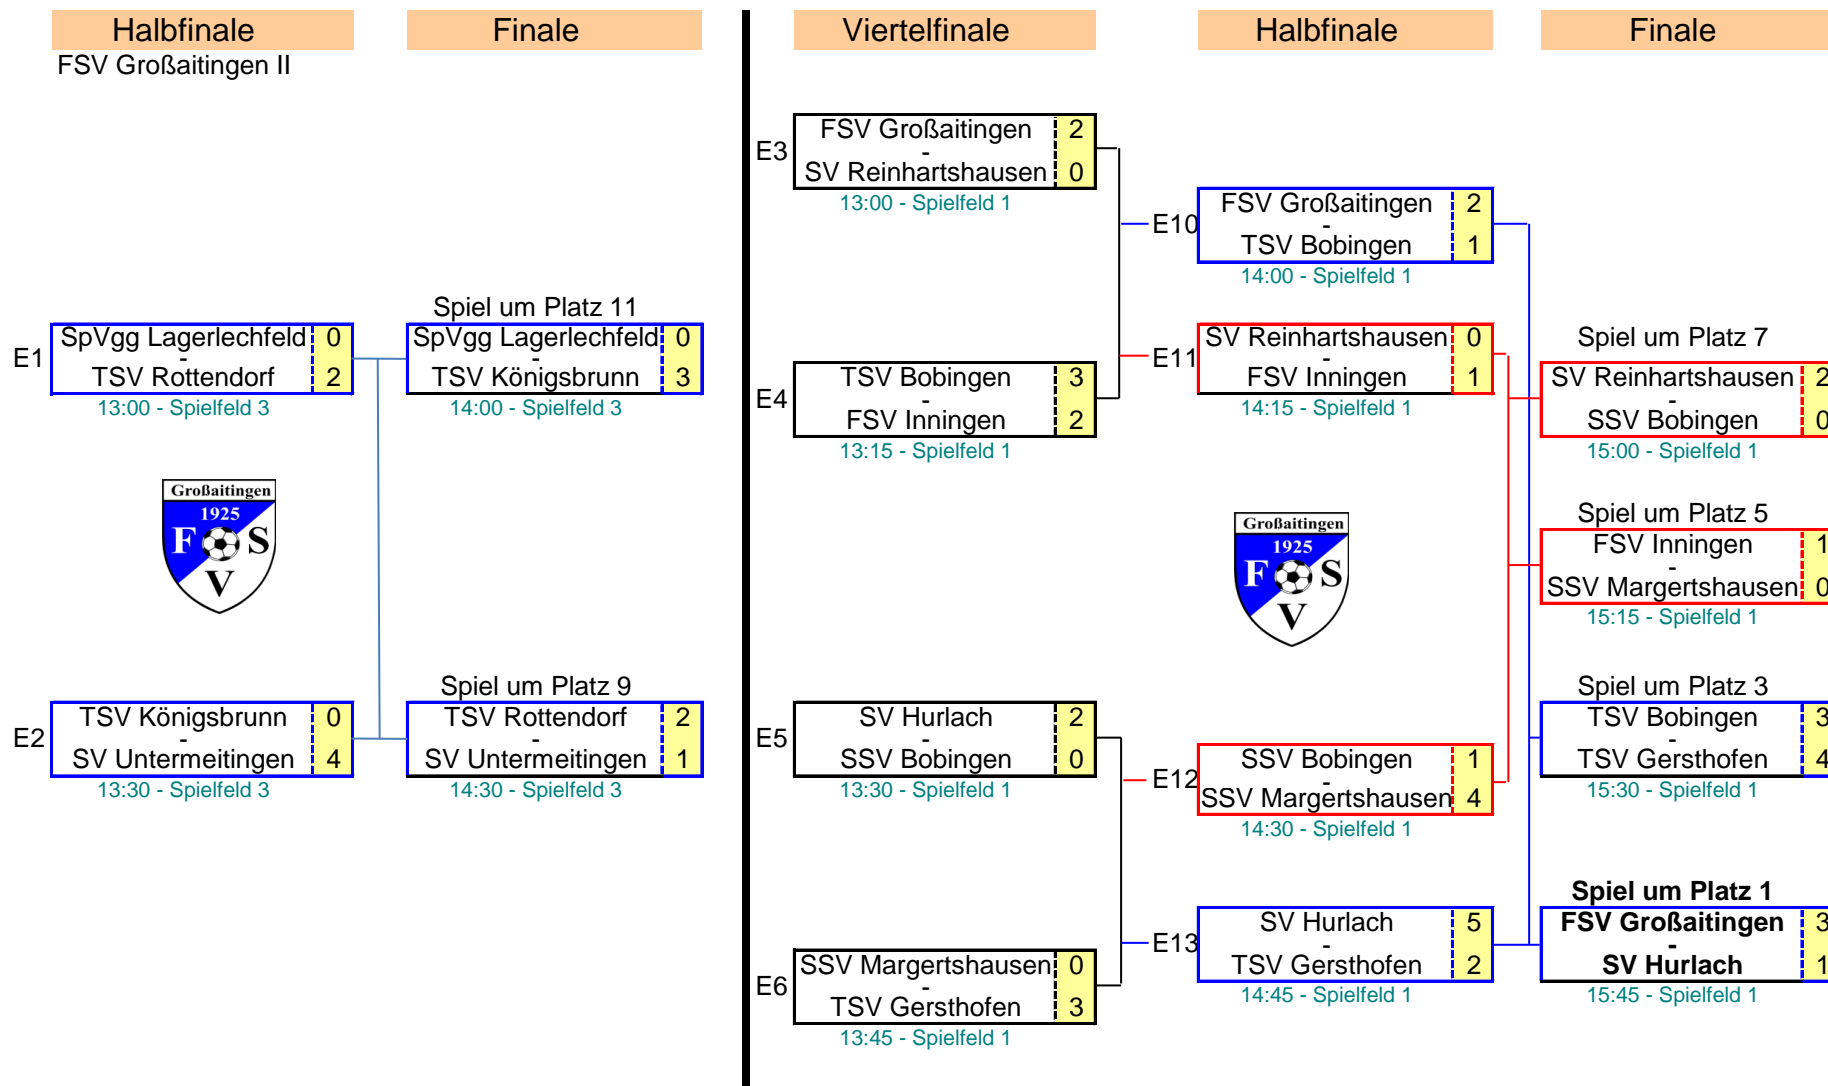 Halbfinale
Finale
Viertelfinale
Halbfinale
Finale
FSV Großaitingen II
E1
SpVgg Lagerlechfeld 0
-
TSV Rottendorf 2
13:00 - Spielfeld 3
Großaitingen
1925
F S
V
E2
TSV Königsbrunn 0
-
SV Untermeitingen 4
13:30 - Spielfeld 3
Spiel um Platz 11
SpVgg Lagerlechfeld 0
-
TSV Königsbrunn 3
14:00 - Spielfeld 3
Spiel um Platz 9
TSV Rottendorf 2
-
SV Untermeitingen 1
14:30 - Spielfeld 3
E3
FSV Großaitingen 2
-
SV Reinhartshausen 0
13:00 - Spielfeld 1
E4
TSV Bobingen 3
-
FSV Inningen 2
13:15 - Spielfeld 1
E5
SV Hurlach 2
-
SSV Bobingen 0
13:30 - Spielfeld 1
E6
SSV Margertshausen 0
-
TSV Gersthofen 3
13:45 - Spielfeld 1
E10
FSV Großaitingen 2
-
TSV Bobingen 1
14:00 - Spielfeld 1
E11
SV Reinhartshausen 0
-
FSV Inningen 1
14:15 - Spielfeld 1
Großaitingen
1925
F S
V
E12
SSV Bobingen 1
-
SSV Margertshausen 4
14:30 - Spielfeld 1
E13
SV Hurlach 5
-
TSV Gersthofen 2
14:45 - Spielfeld 1
Spiel um Platz 7
SV Reinhartshausen 2
-
SSV Bobingen 0
15:00 - Spielfeld 1
Spiel um Platz 5
FSV Inningen 1
-
SSV Margertshausen 0
15:15 - Spielfeld 1
Spiel um Platz 3
TSV Bobingen 3
-
TSV Gersthofen 4
15:30 - Spielfeld 1
Spiel um Platz 1
FSV Großaitingen 3
-
SV Hurlach 1
15:45 - Spielfeld 1